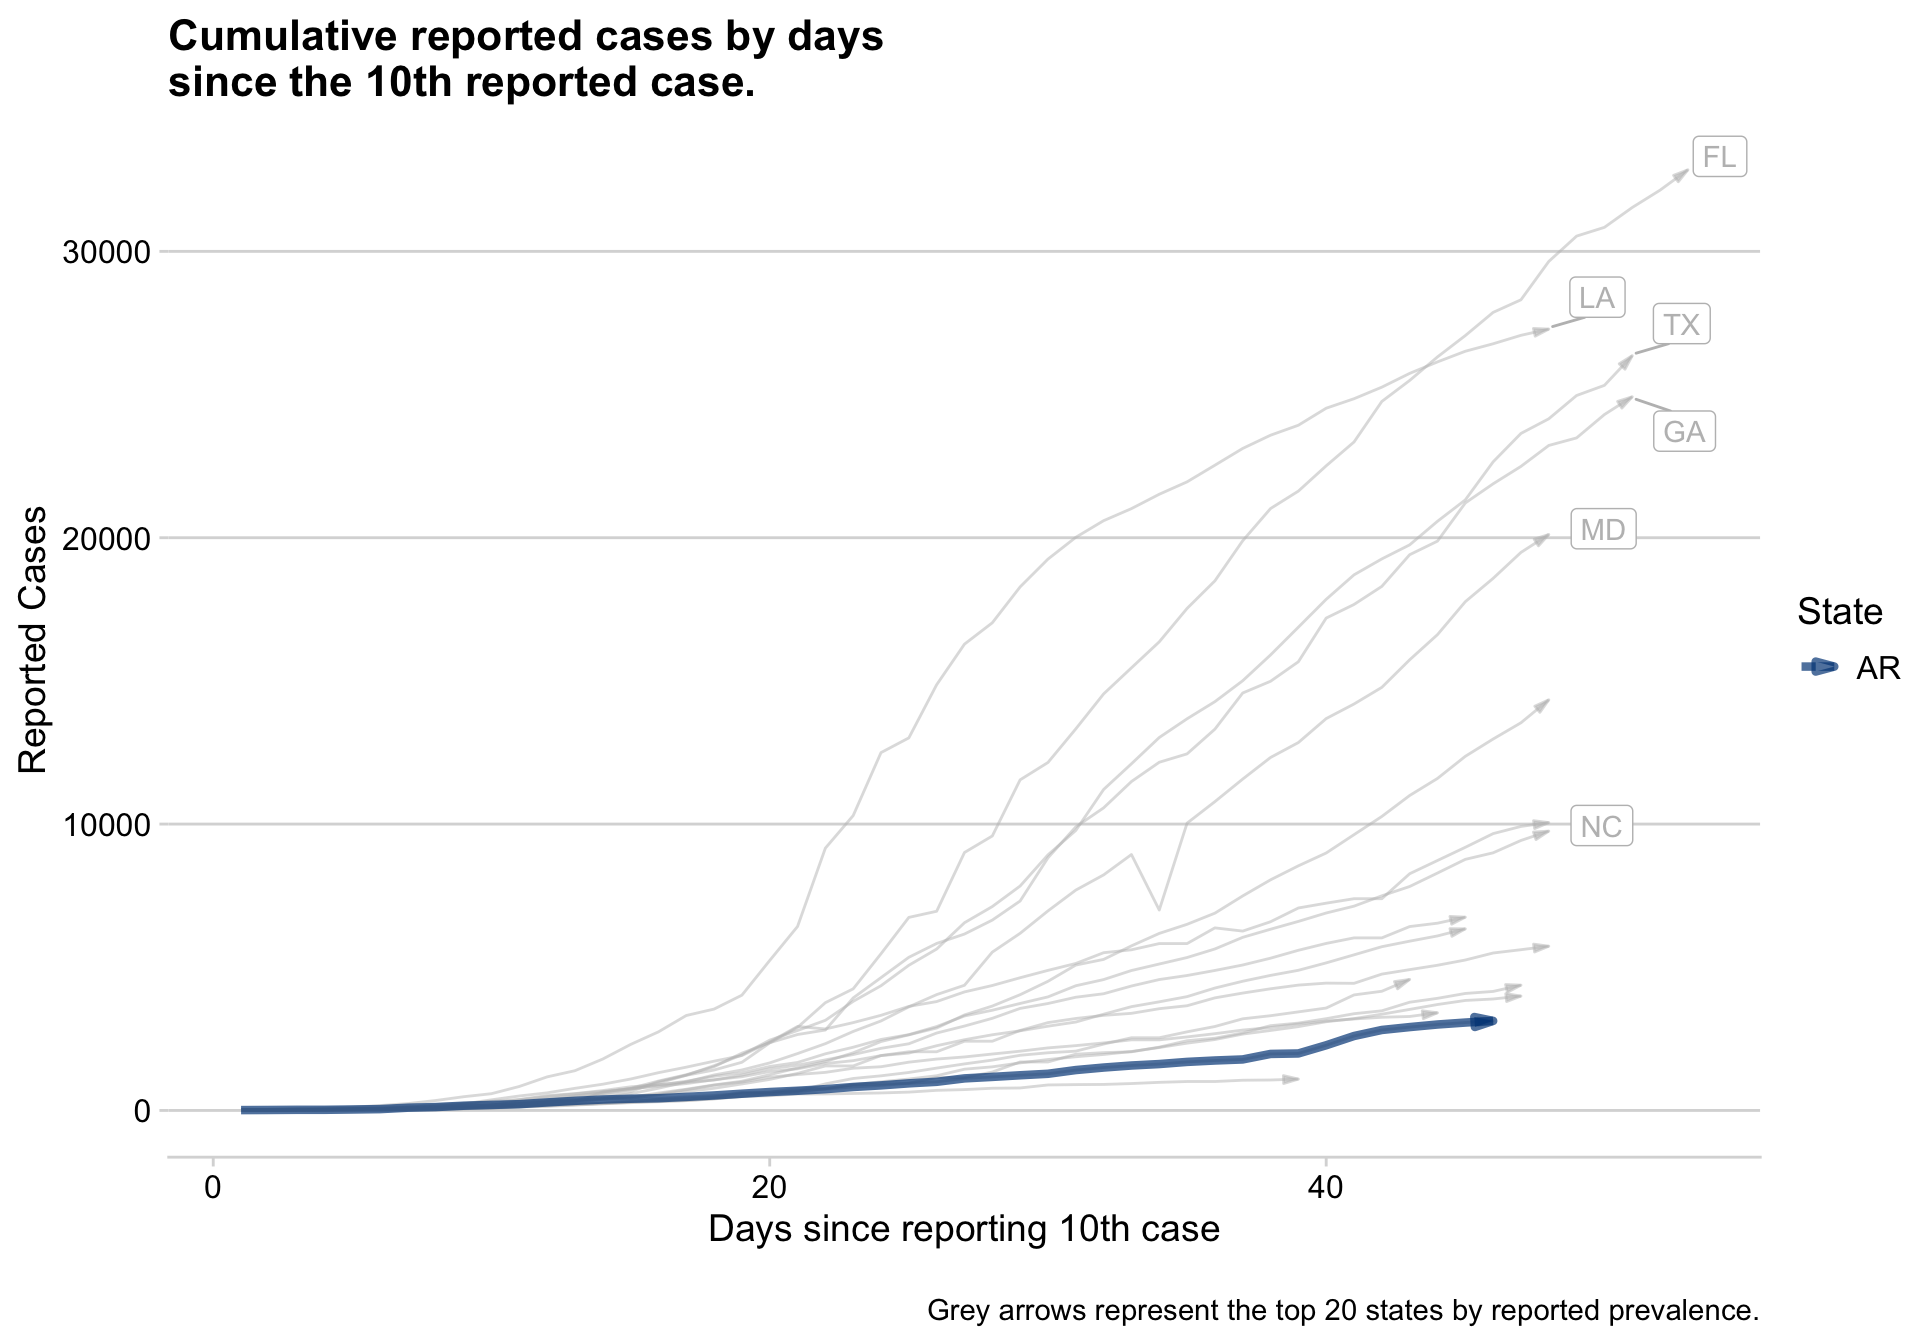 Cumulative reported cases by days
since the 10th reported case.
FL
30000
LA
TX
GA
20000
MD
Reported Cases
State
AR
10000
NC
0
0 20 40
Days since reporting 10th case
Grey arrows represent the top 20 states by reported prevalence.